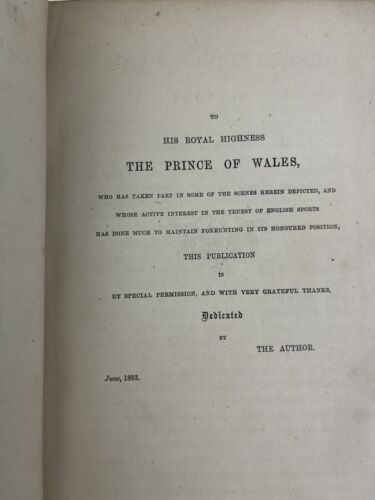 TO
HIS ROYAL HIGHNESS
THE PRINCE OF WALES,
WHO HAS TAKEN PART IN SOME OF THE SCENES HEREIN DEPICTED, AND
WHOSE ACTIVE INTEREST IN THE TRUEST OF ENGLISH SPORTS
HAS DONE MUCH TO MAINTAIN FOXHUNTING IN ITS HONOURED POSITION,
THIS PUBLICATION
IS
BY SPECIAL PERMISSION, AND WITH VERY GRATEFUL THANKS,
Dedicated
BY
THE AUTHOR.
June, 1883.